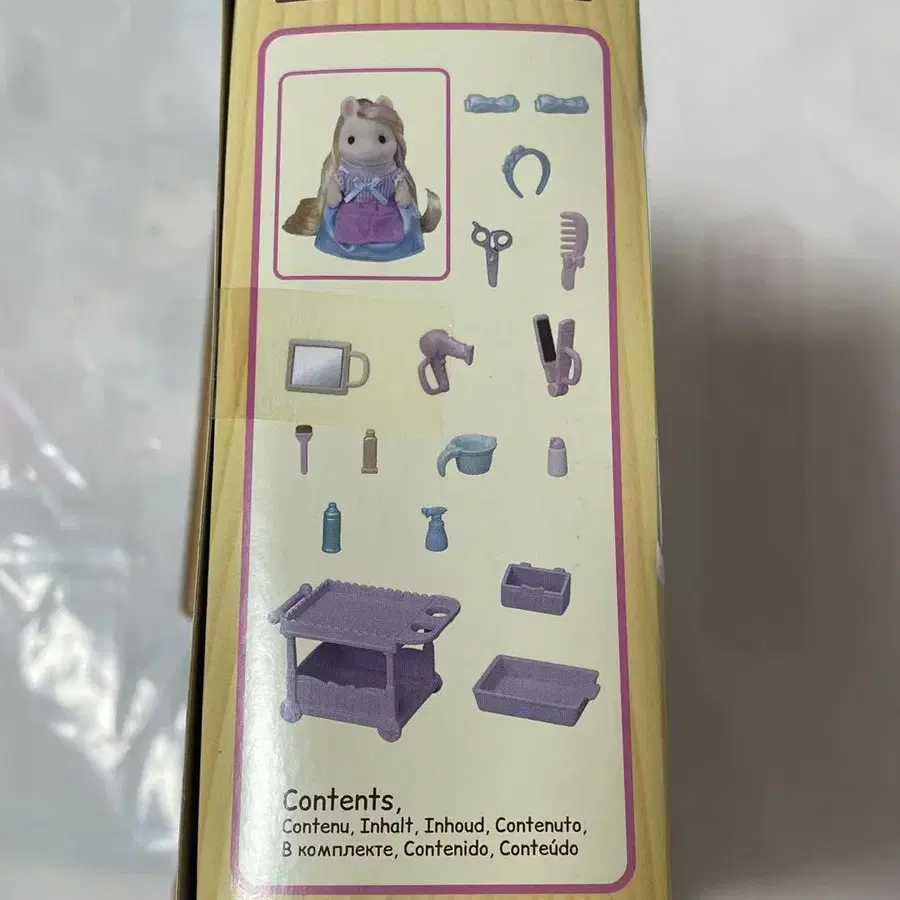 Contents,
Contenu, Inhalt, Inhoud, Contenuto,
В комплекте, Contenido, Conteúdo